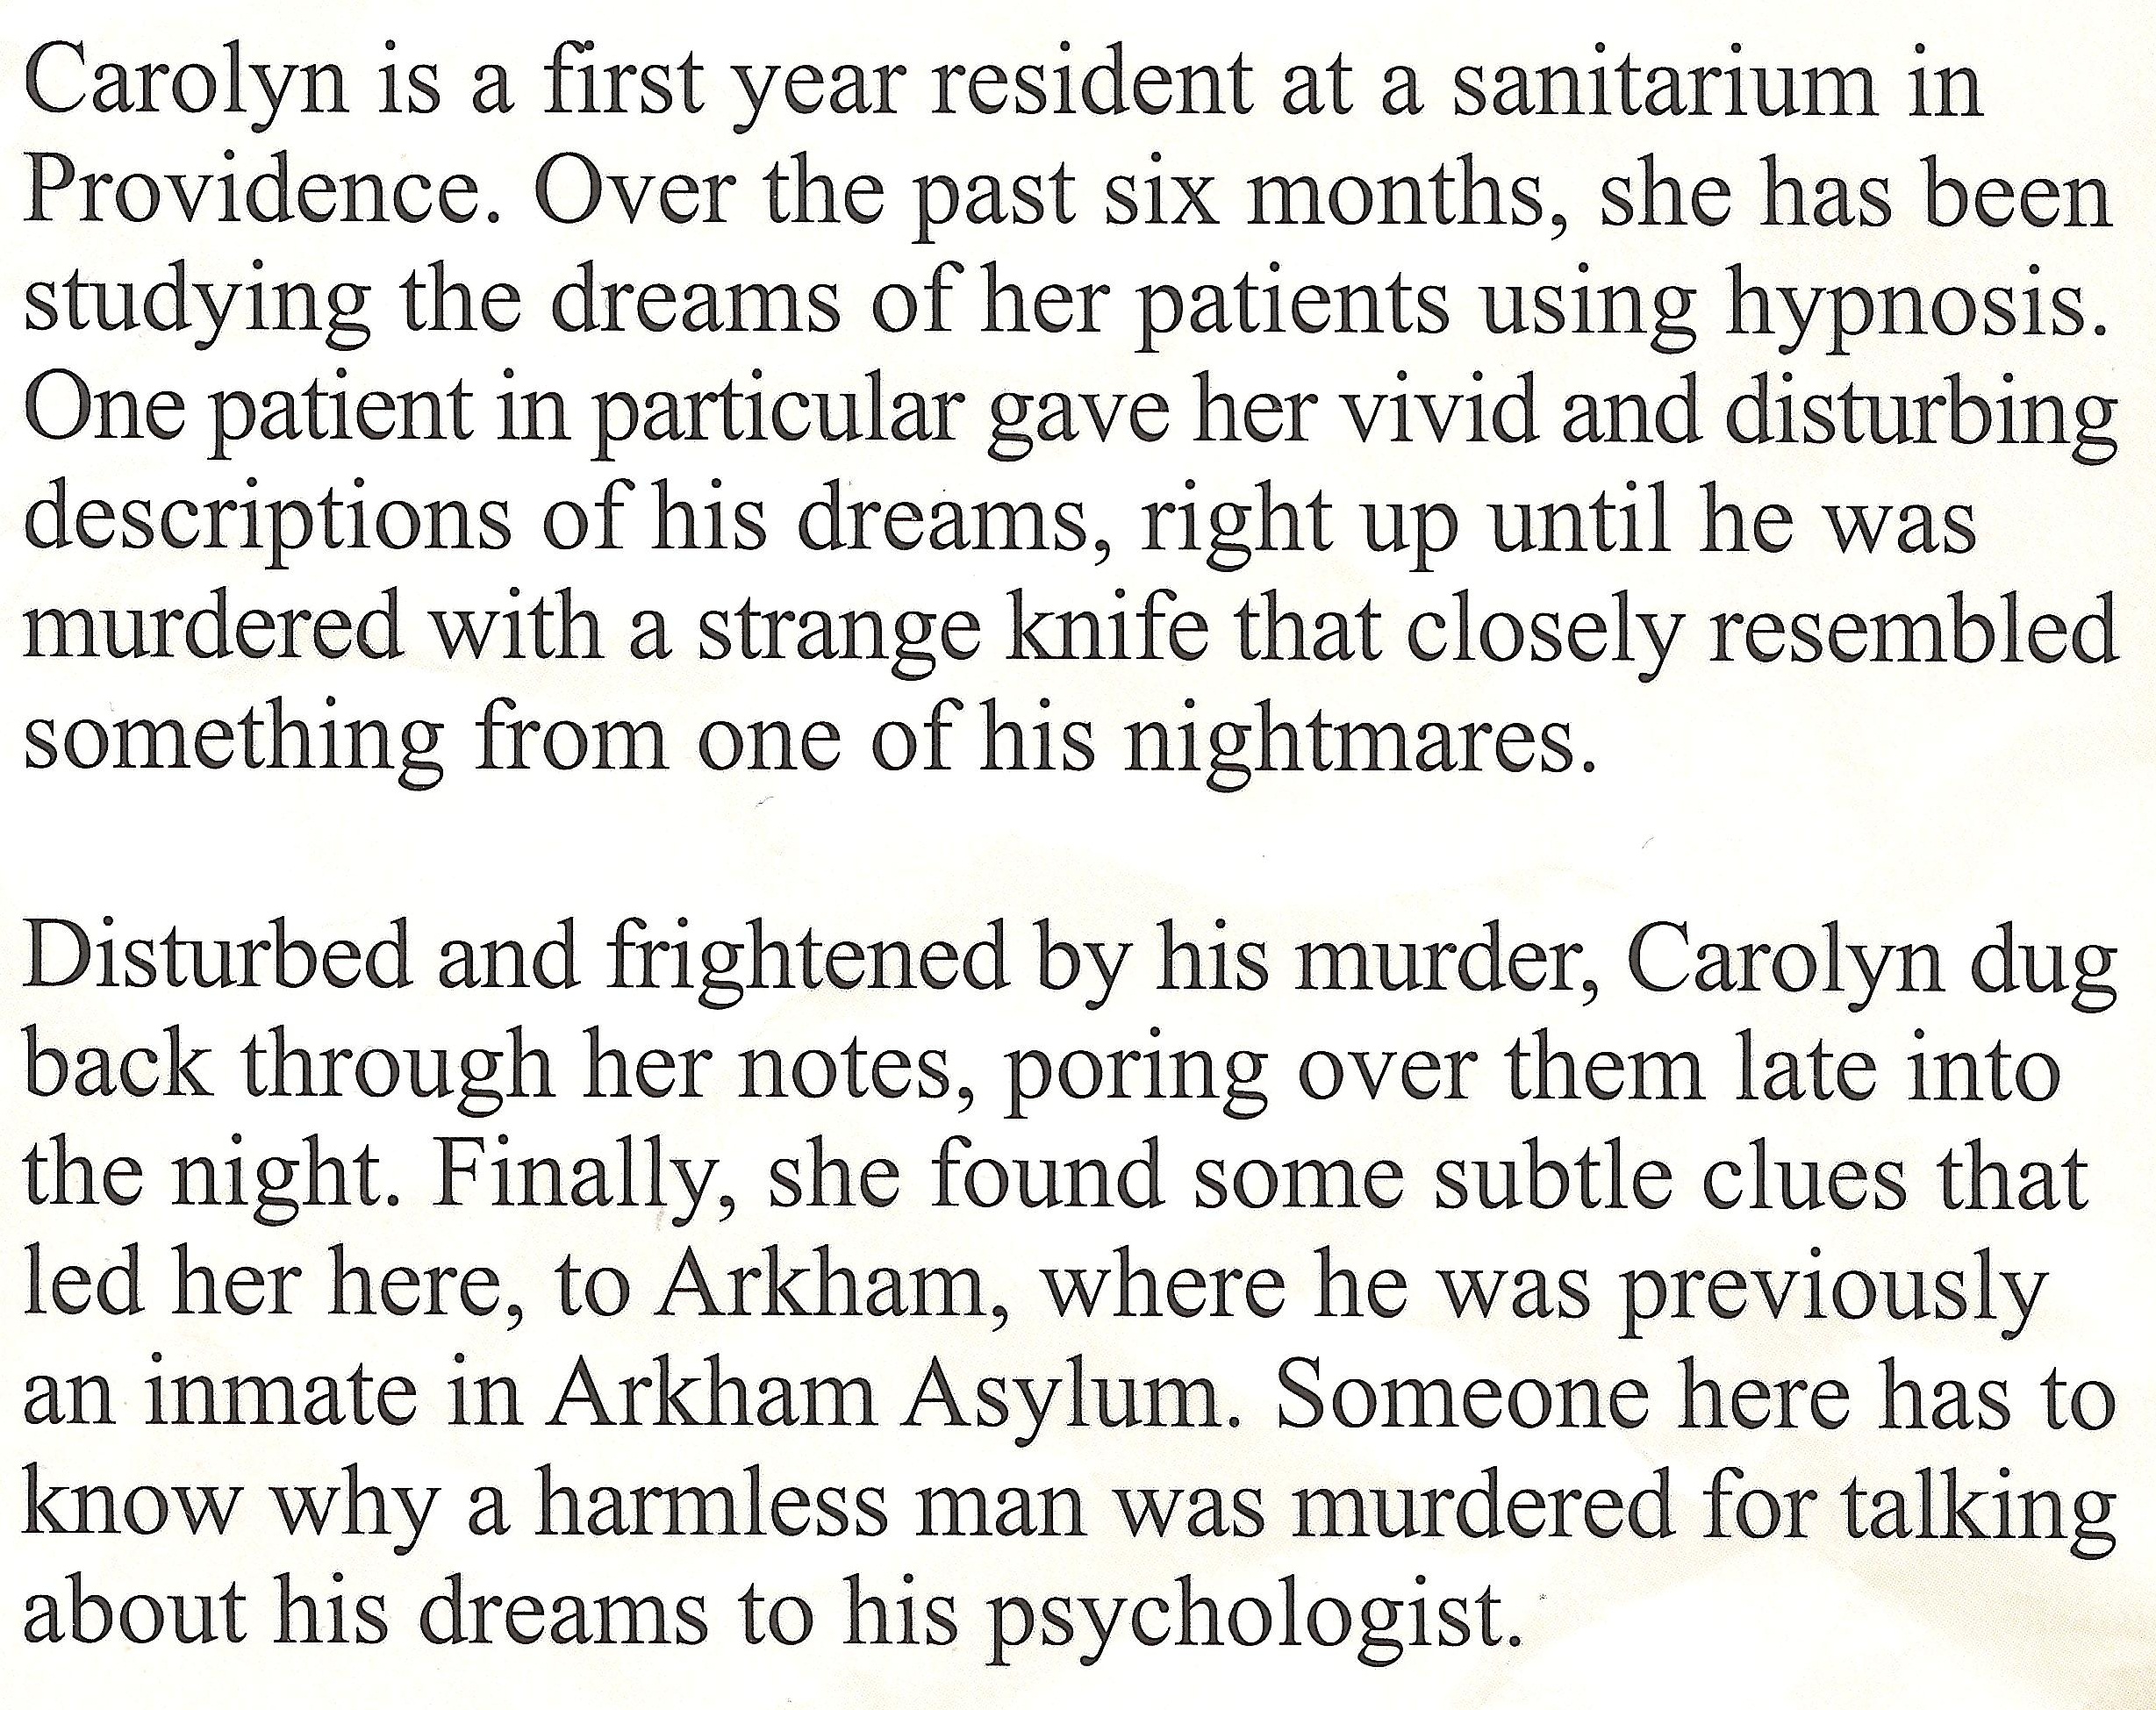 Carolyn is a first year resident at a sanitarium in
Providence. Over the past six months, she has been
studying the dreams of her patients using hypnosis.
One patient in particular gave her vivid and disturbing
descriptions of his dreams, right up until he was
murdered with a strange knife that closely resembled
something from one of his nightmares.
Disturbed and frightened by his murder, Carolyn dug
back through her notes, poring over them late into
the night. Finally, she found some subtle clues that
led her here, to Arkham, where he was previously
an inmate in Arkham Asylum. Someone here has to
know why a harmless man was murdered for talking
about his dreams to his psychologist.